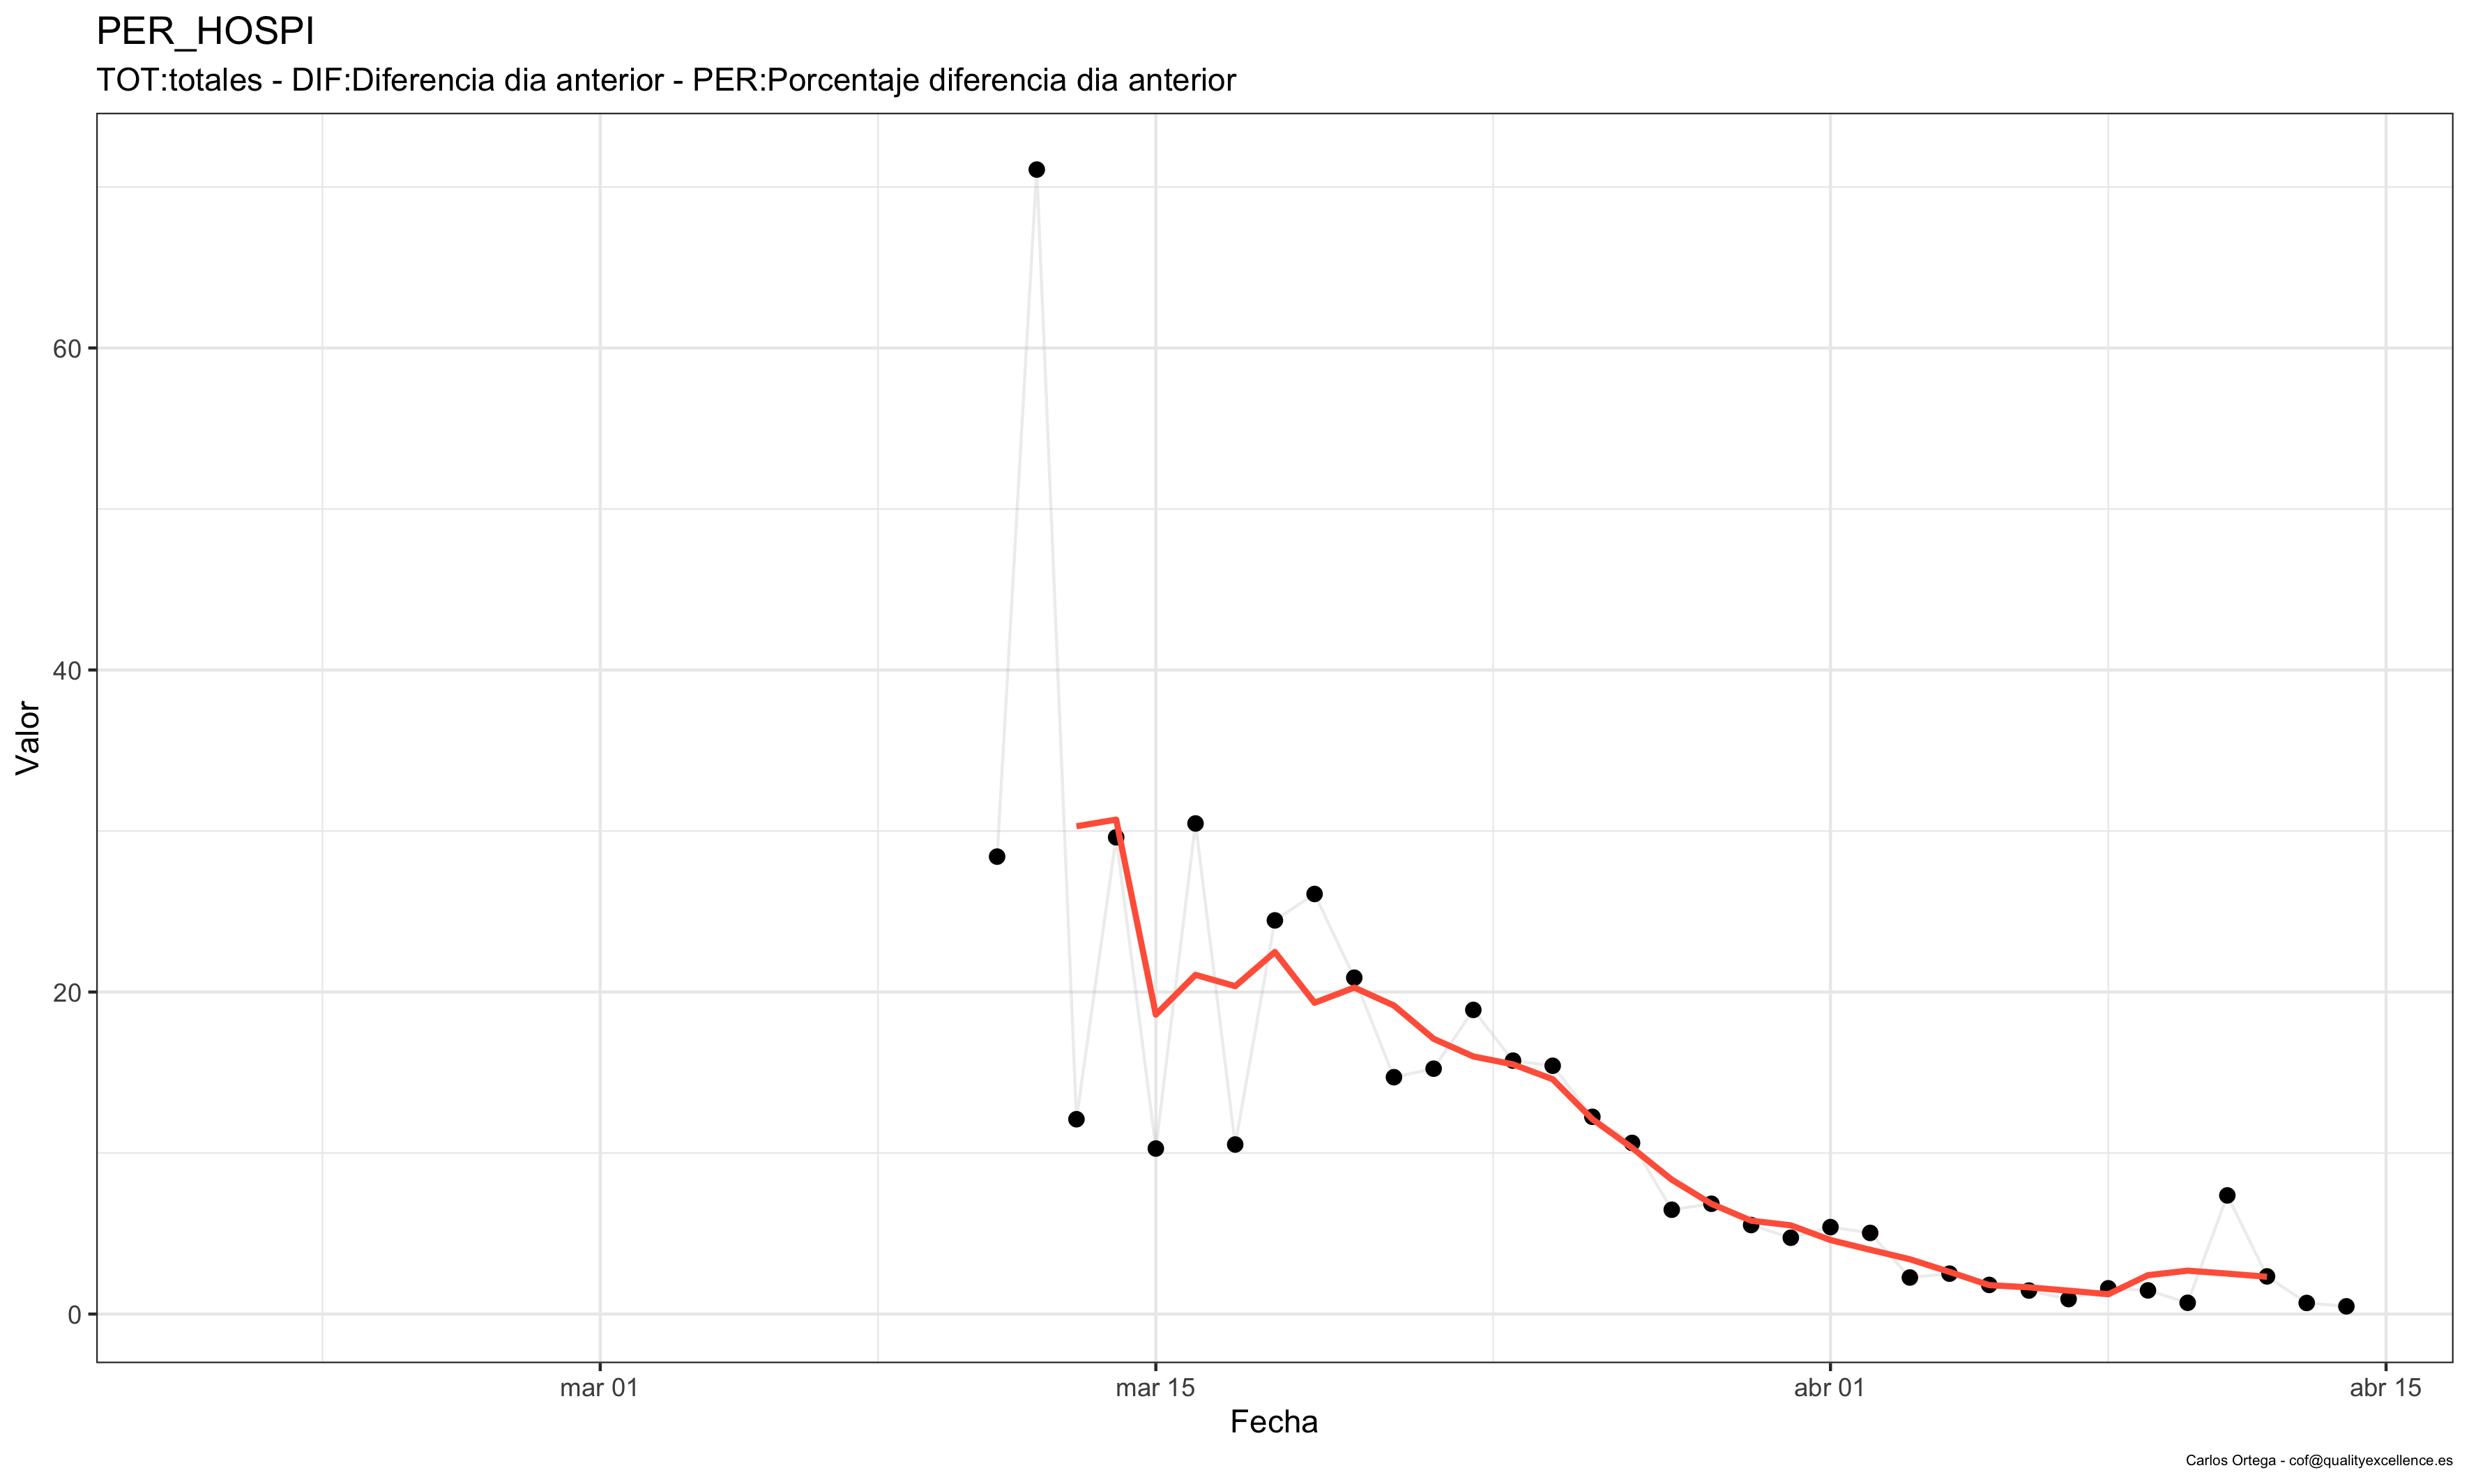 PER_HOSPI
TOT:totales - DIF:Diferencia dia anterior - PER:Porcentaje diferencia dia anterior
60
40
20
0
Valor
mar 01
mar 15
abr 01
abr 15
Fecha
Carlos Ortega - cof@qualityexcellence.es